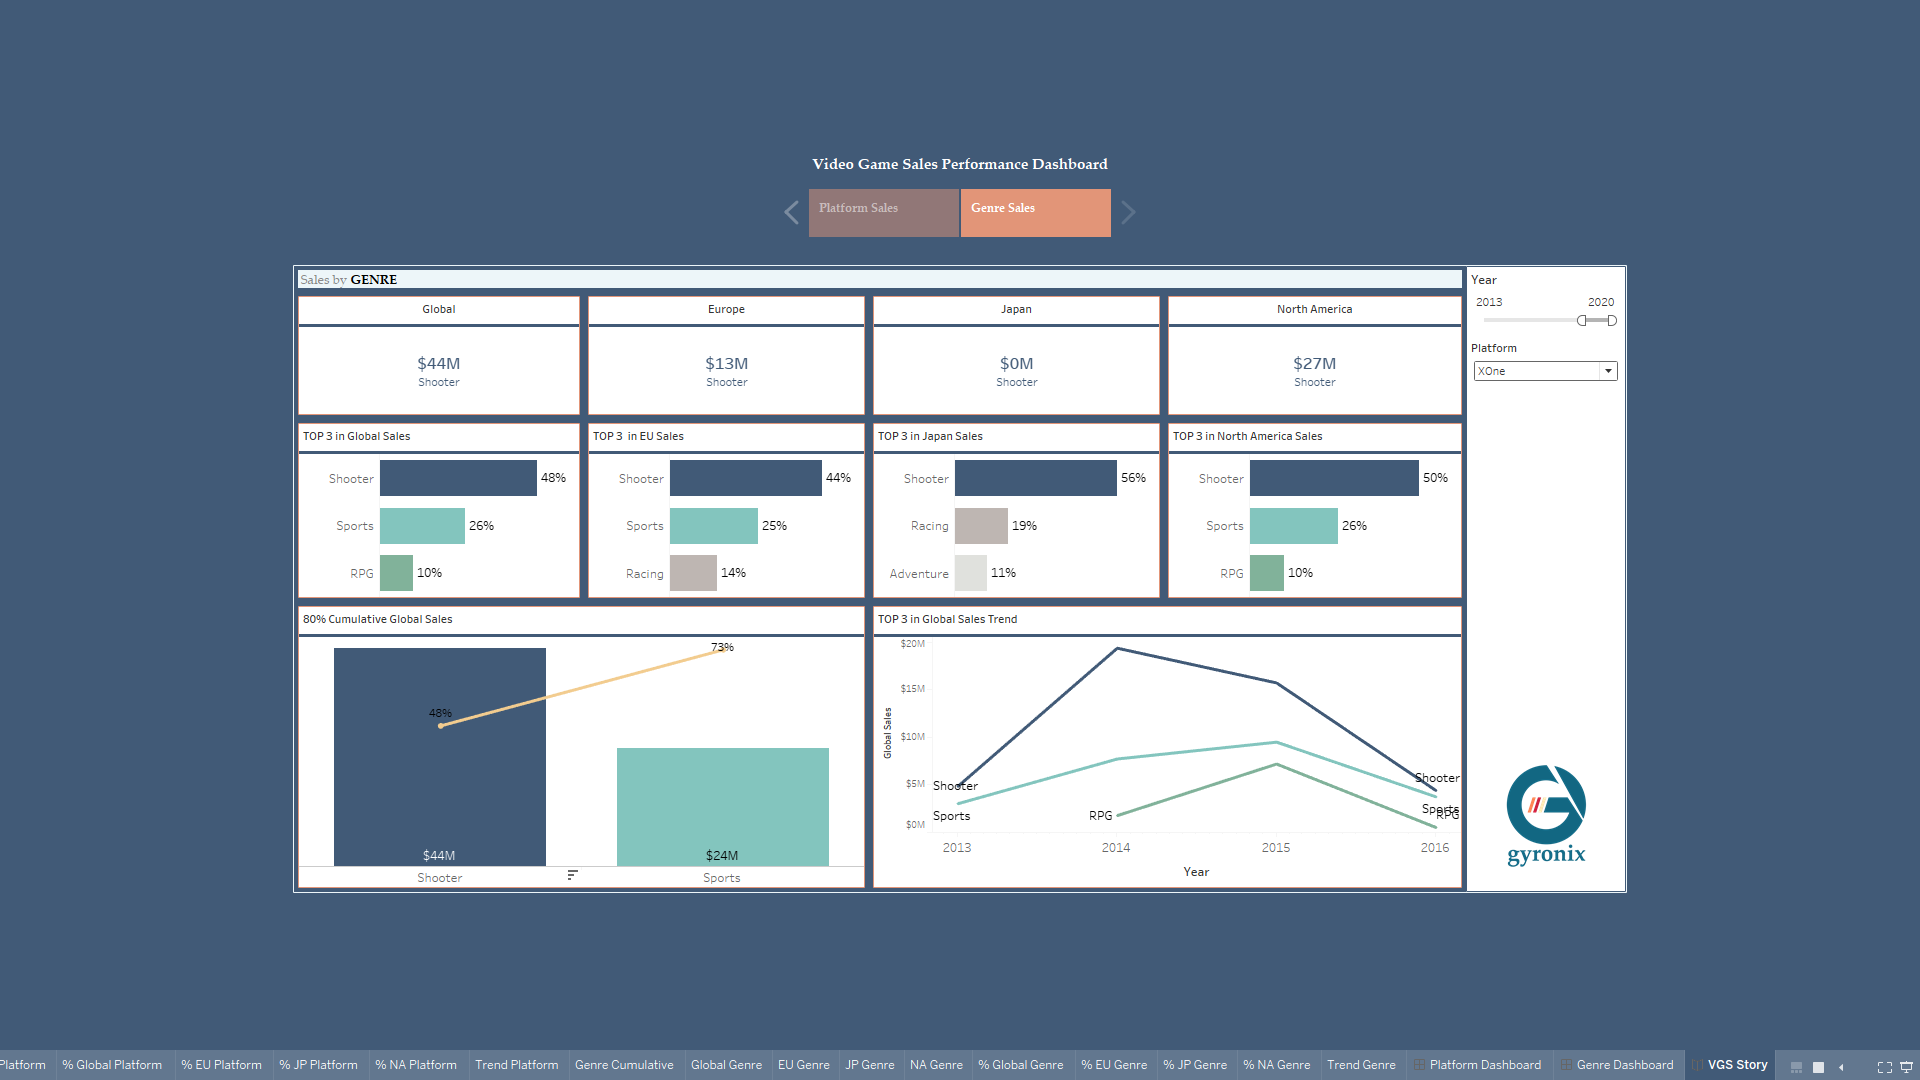 Video Game Sales Performance Dashboard
Platform Sales
Genre Sales
Sales by GENRE
Global
Europe
Japan
North America
$44M
Shooter
$13M
Shooter
$0M
Shooter
$27M
Shooter
TOP 3 in Global Sales
Shooter 48%
Sports 26%
RPG 10%
TOP 3  in EU Sales
Shooter 44%
Sports 25%
Racing 14%
TOP 3 in Japan Sales
Shooter 56%
Racing 19%
Adventure 11%
TOP 3 in North America Sales
Shooter 50%
Sports 26%
RPG 10%
80% Cumulative Global Sales
73%
48%
$44M
$24M
Shooter
Sports
TOP 3 in Global Sales Trend
Global Sales
$20M
$15M
$10M
$5M
$0M
Shooter
Sports
RPG
Shooter
Sports
RPG
2013
2014
2015
2016
Year
Year
2013
2020
Platform
XOne
gyronix
Platform
% Global Platform
% EU Platform
% JP Platform
% NA Platform
Trend Platform
Genre Cumulative
Global Genre
EU Genre
JP Genre
NA Genre
% Global Genre
% EU Genre
% JP Genre
% NA Genre
Trend Genre
Platform Dashboard
Genre Dashboard
VGS Story